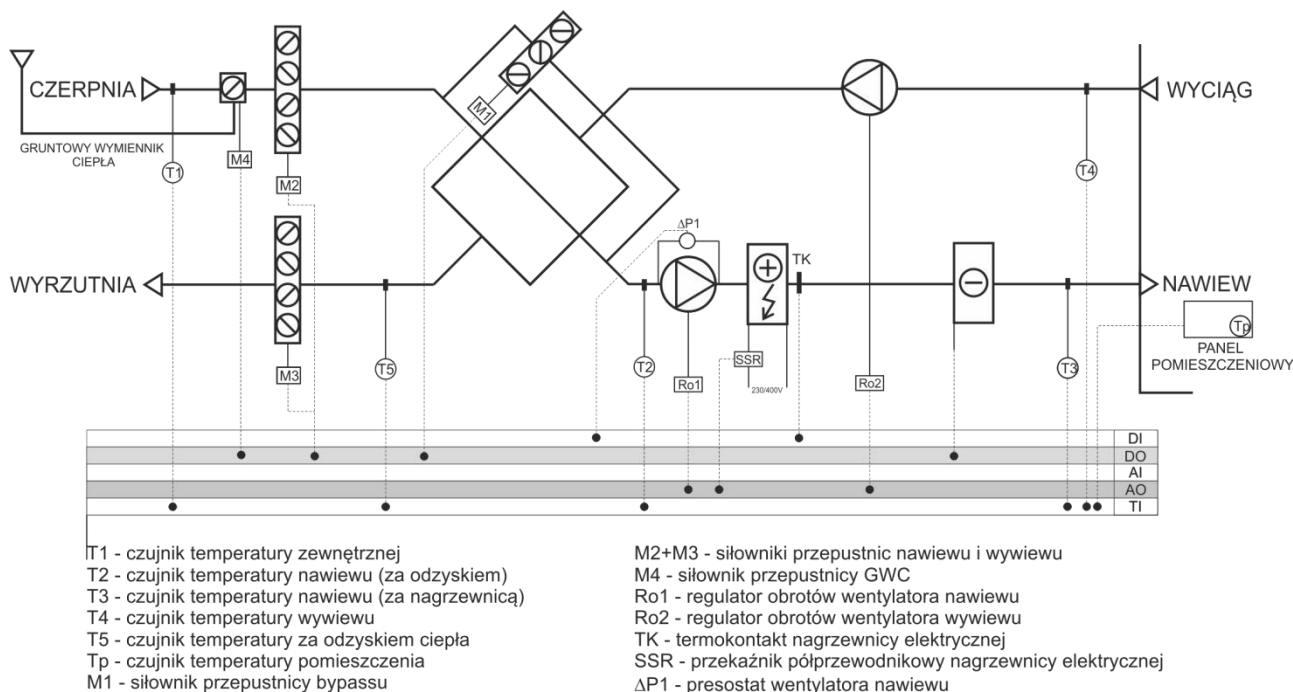 CZERPNIA
WYCIĄG
GRUNTOWY WYMIENNIK
CIEPŁA
M1
T1
M4
M2
T4
ΔP1
WYRZUTNIA
TK
NAWIEW
Tp
PANEL
POMIESZCZENIOWY
M3
T5
T2
Ro1
SSR
230/400V
Ro2
T3
DI
DO
AI
AO
TI
T1 - czujnik temperatury zewnętrznej
T2 - czujnik temperatury nawiewu (za odzyskiem)
T3 - czujnik temperatury nawiewu (za nagrzewnicą)
T4 - czujnik temperatury wywiewu
T5 - czujnik temperatury za odzyskiem ciepła
Tp - czujnik temperatury pomieszczenia
M1 - siłownik przepustnicy bypassu
M2+M3 - siłowniki przepustnic nawiewu i wywiewu
M4 - siłownik przepustnicy GWC
Ro1 - regulator obrotów wentylatora nawiewu
Ro2 - regulator obrotów wentylatora wywiewu
TK - termokontakt nagrzewnicy elektrycznej
SSR - przekaźnik półprzewodnikowy nagrzewnicy elektrycznej
ΔP1 - presostat wentylatora nawiewu